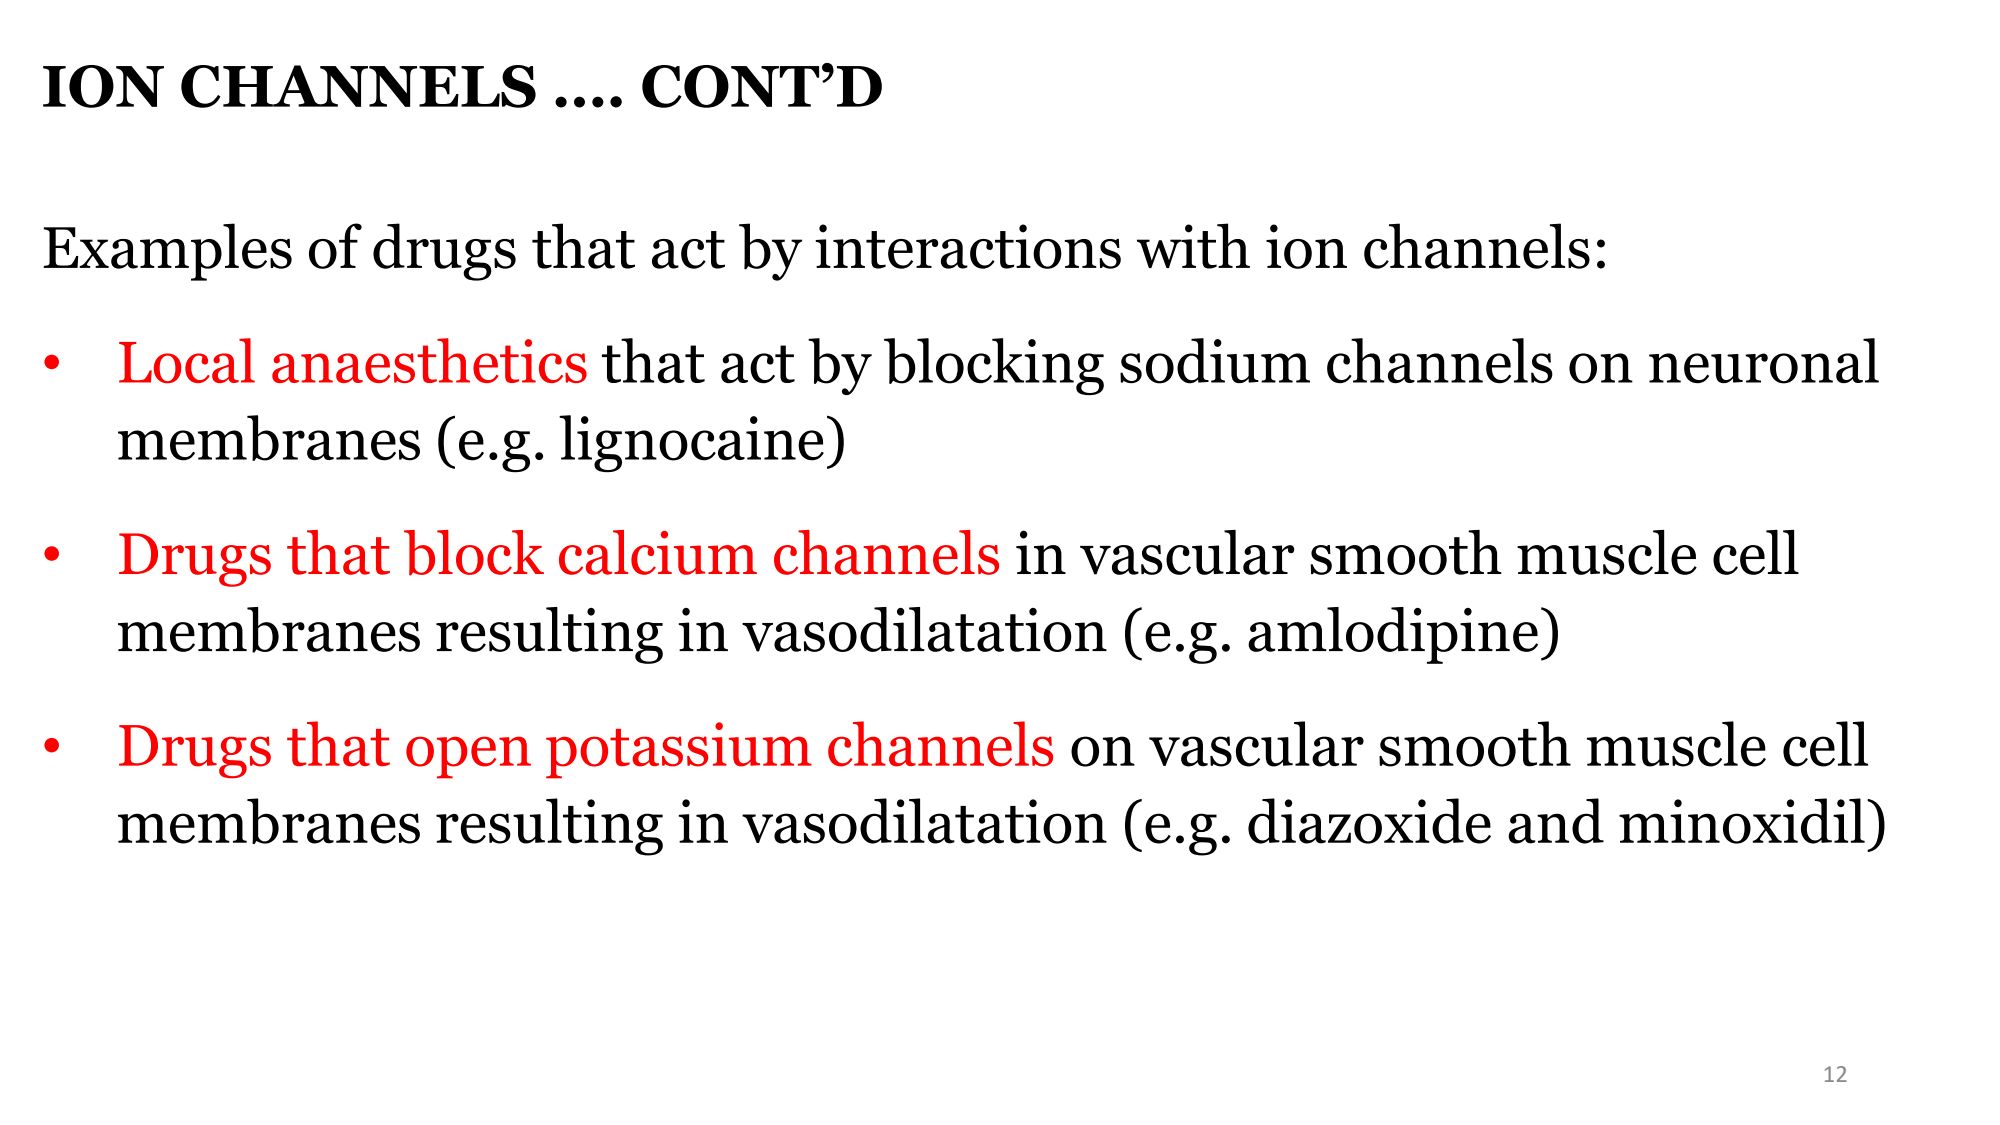 ION CHANNELS .... CONT’D
Examples of drugs that act by interactions with ion channels:
• Local anaesthetics that act by blocking sodium channels on neuronal
membranes (e.g. lignocaine)
• Drugs that block calcium channels in vascular smooth muscle cell
membranes resulting in vasodilatation (e.g. amlodipine)
• Drugs that open potassium channels on vascular smooth muscle cell
membranes resulting in vasodilatation (e.g. diazoxide and minoxidil)
12